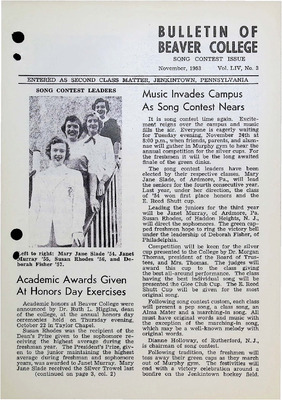 BULLETIN OF
BEAVER COLLEGE
SONG CONTEST ISSUE
November, 1953 Vol. LIV, No. 3
ENTERED AS SECOND CLASS MATTER, JENKINTOWN, PENNSYLVANIA
SONG CONTEST LEADERS
Left to right: Mary Jane Slade '54, Janet
Murray '55, Susan Rhodes '56, and De-
borah Fisher '57.
Academic Awards Given
At Honors Day Exercises
Academic honors at Beaver College were
announced by Dr. Ruth L. Higgins, dean
of the college, at the annual honors day
ceremonies held on Thursday evening,
October 22 in Taylor Chapel.
Susan Rhodes was the recipient of the
Dean's Prize given to the sophomore re-
ceiving the highest average during the
freshman year. The President's Prize, giv-
en to the junior maintaining the highest
average during freshman and sophomore
years, was awarded to Janet Murray. Mary
Jane Slade received the Silver Trowel last
(continued on page 3, col. 2)
Music Invades Campus
As Song Contest Nears
It is song contest time again. Excite-
ment reigns over the campus and music
fills the air. Everyone is eagerly waiting
for Tuesday evening, November 24th at
8:00 p.m., when friends, parents, and alum-
nae will gather in Murphy gym to hear the
annual competition for the silver cups. For
the freshmen it will be the long awaited
finale of the green dinks.
The song contest leaders have been
elected by their respective classes. Mary
Jane Slade, of Ardmore, Pa., will lead
the seniors for the fourth consecutive year.
Last year, under her direction, the class
of '54 won first place honors and the
E. Reed Shutt cup.
Leading the juniors for the third year
will be Janet Murray, of Ardmore, Pa.
Susan Rhodes, of Haddon Heights, N. J.,
will direct the sophomores. The green cap-
ped freshmen hope to ring the victory bell
under the leadership of Deborah Fisher, of
Philadelphia.
Competition will be keen for the silver
cup presented to the College by Dr. Morgan
Thomas, president of the Board of Trus-
tees, and Mrs. Thomas. The judges will
award this cup to the class giving
the best all-around performance. The class
having the best individual song will be
presented the Glee Club Cup. The E. Reed
Shutt Cup will be given for the most
original song.
Following song contest custom, each class
will present a pep song, a class song, an
Alma Mater and a marching-in song. All
must have original words and music with
the exception of the marching-in song,
which may be a well-known melody with
original words.
Dianne Holloway, of Rutherford, N. J.,
is chairman of song contest.
Following tradition, the freshmen will
toss away their green caps as they march
out of Murphy gym. The festivities will
end with a victory celebration around a
bonfire on the Jenkintown hockey field.